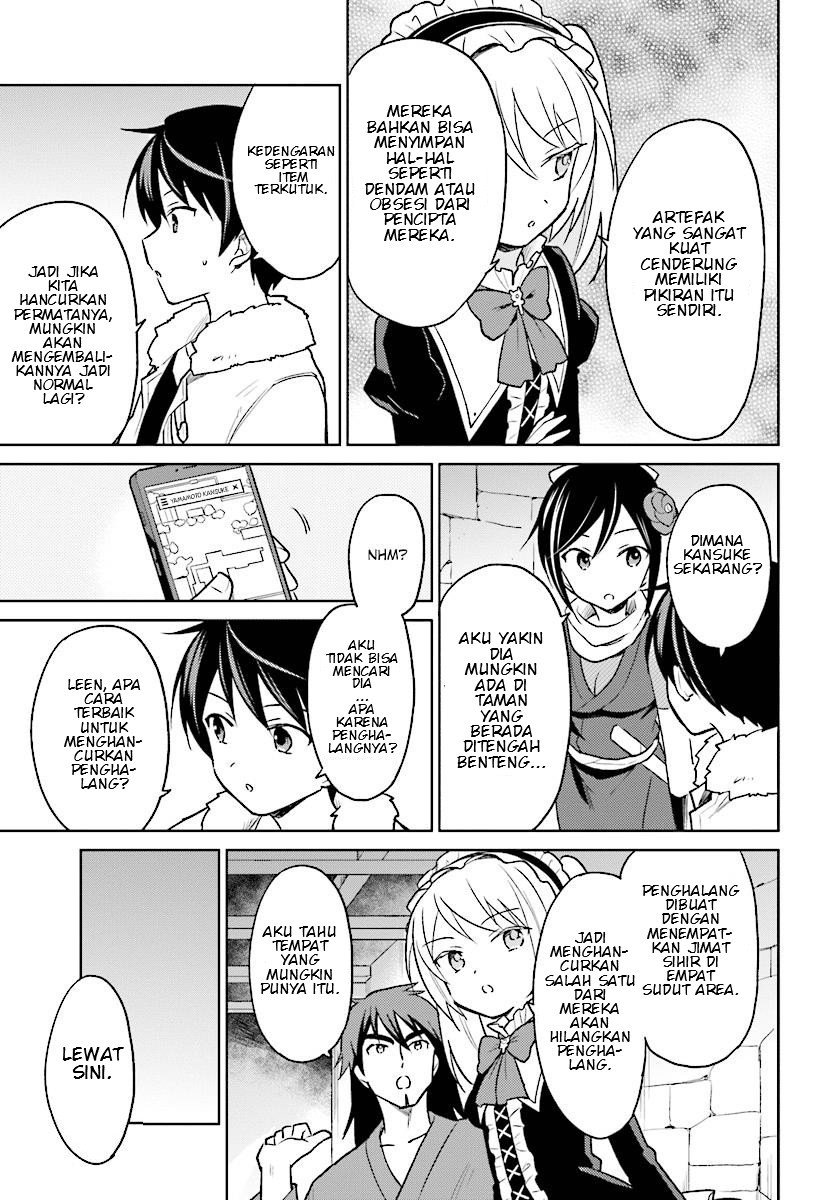 ARTEFAK
YANG SANGAT
KUAT
CENDERUNG
MEMILIKI
PIKIRAN ITU
SENDIRI.
MEREKA
BAHKAN BISA
MENYIMPAN
HAL-HAL
SEPERTI
DENDAM ATAU
OBSESI DARI
PENCIPTA
MEREKA.
KEDENGARAN
SEPERTI
ITEM
TERKUTUK.
JADI JIKA
KITA
HANCURKAN
PERMATANYA,
MUNGKIN
AKAN
MENGEMBALI-
KANNYA JADI
NORMAL
LAGI?
DIMANA
KANSUKE
SEKARANG?
AKU YAKIN
DIA
MUNGKIN
ADA DI
TAMAN
YANG
BERADA
DITENGAH
BENTENG...
YAMAMOTO KANSUKE
NHM?
AKU
TIDAK BISA
MENCARI
DIA
...
APA
KARENA
PENGHA-
LANGNYA?
LEEN, APA
CARA
TERBAIK
UNTUK
MENGHAN-
CURKAN
PENGHA-
LANG?
PENGHALANG
DIBUAT
DENGAN
MENEMPAT-
KAN JIMAT
SIHIR DI
EMPAT
SUDUT AREA.
JADI
MENGHAN-
CURKAN
SALAH SATU
DARI
MEREKA
AKAN
HILANGKAN
PENGHA-
LANG.
AKU TAHU
TEMPAT
YANG
MUNGKIN
PUNYA ITU.
LEWAT
SINI.